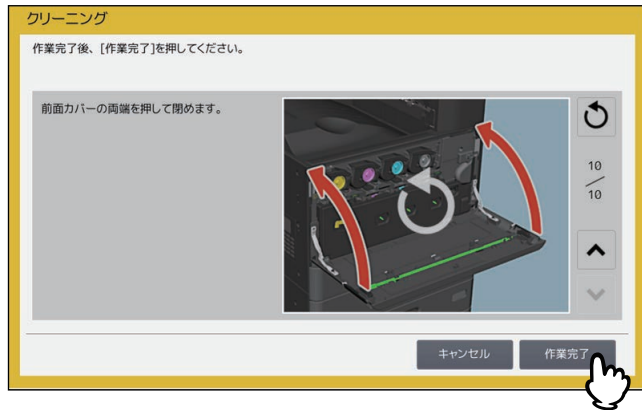 クリーニング
作業完了後、[作業完了]を押してください。
前面カバーの両端を押して閉めます。
10
10
キャンセル
作業完了